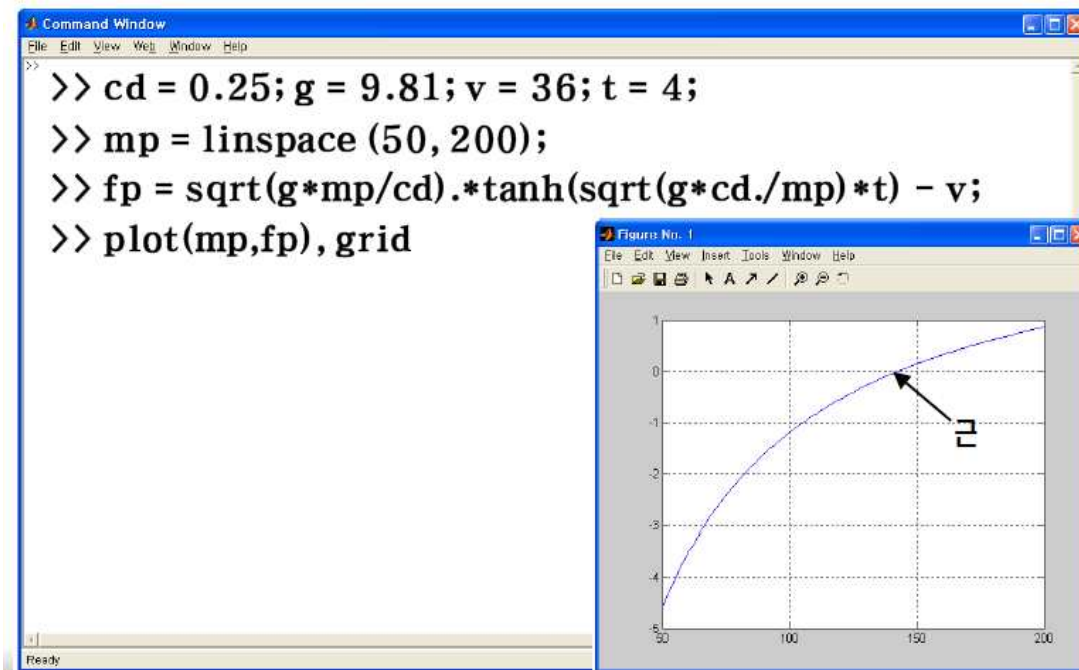 Command Window
File Edit View Web Window Help
>>
>> cd = 0.25; g = 9.81; v = 36; t = 4;
>> mp = linspace (50, 200);
>> fp = sqrt(g*mp/cd).*tanh(sqrt(g*cd./mp)*t) - v;
>> plot(mp,fp), grid
Figure No. 1
File Edit View Insert Tools Window Help
A
1
0
-1
-2
-3
-4
-5
50 100 150 200
근
Ready